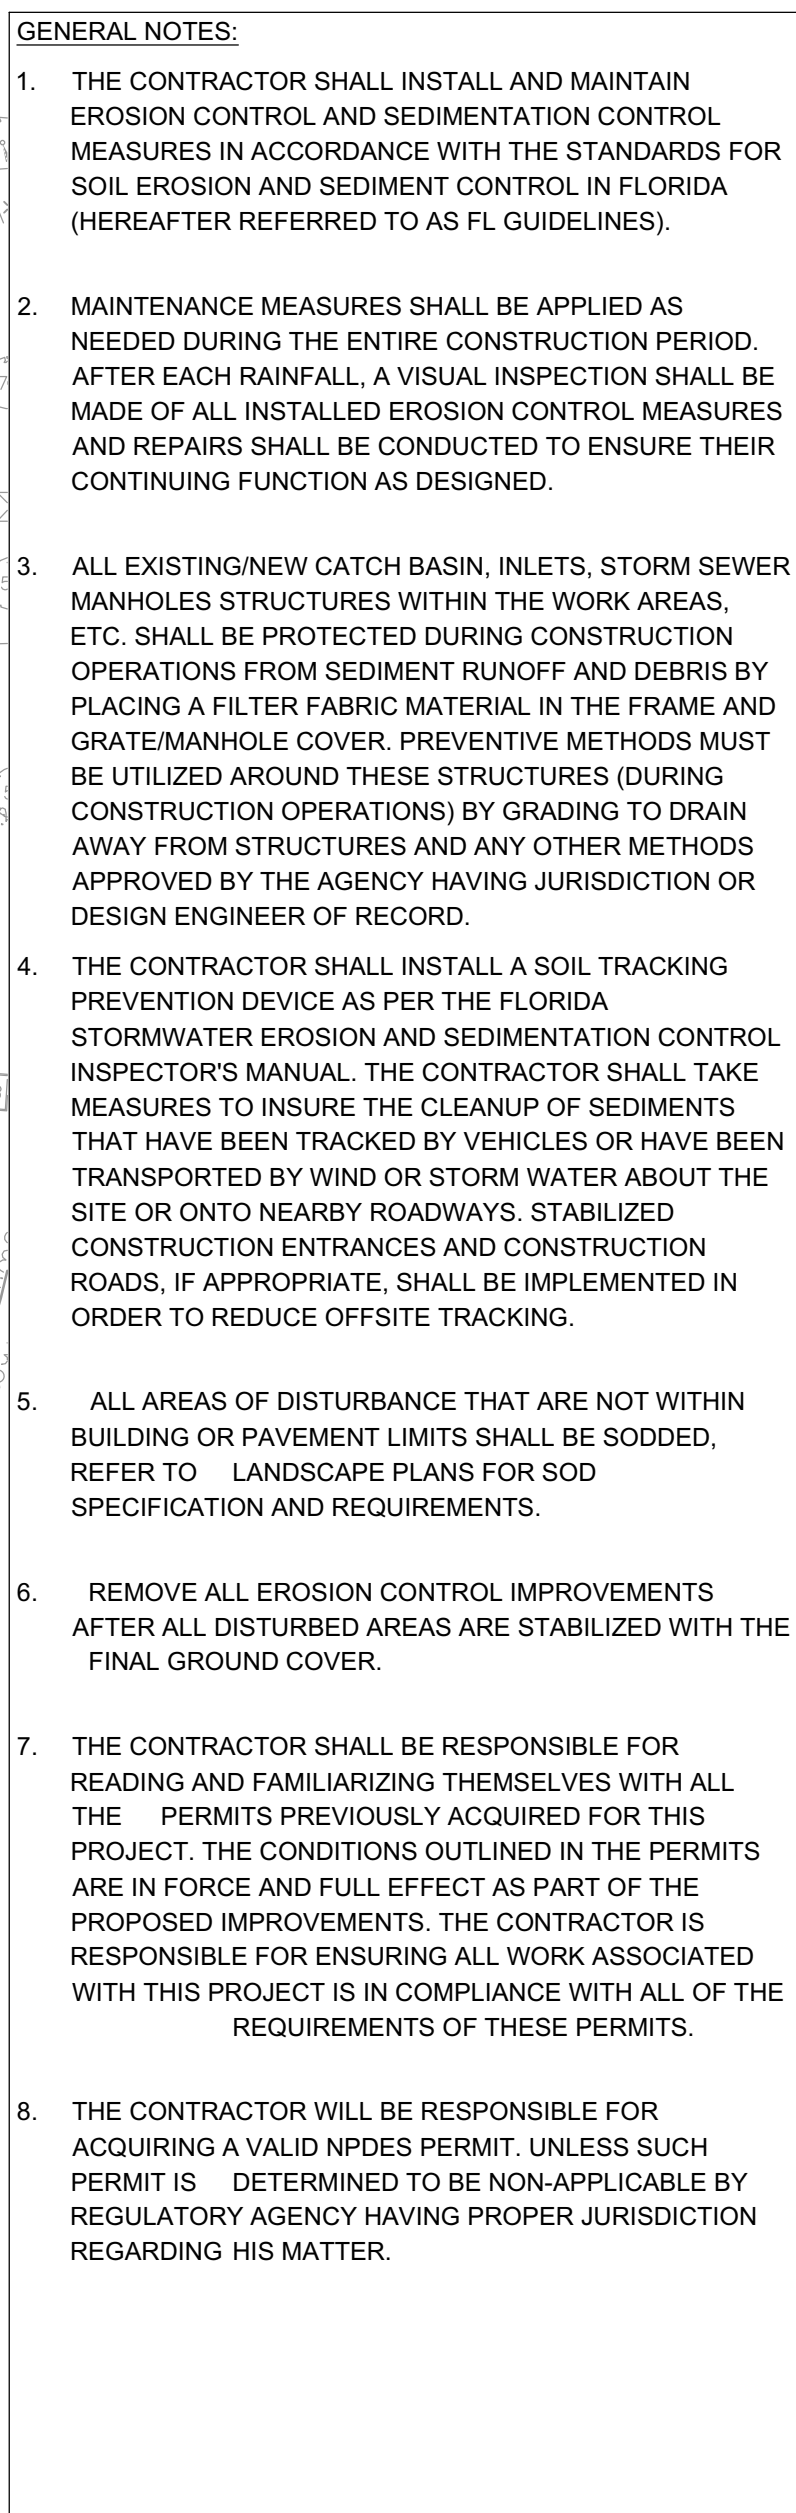 GENERAL NOTES:
1. THE CONTRACTOR SHALL INSTALL AND MAINTAIN
EROSION CONTROL AND SEDIMENTATION CONTROL
MEASURES IN ACCORDANCE WITH THE STANDARDS FOR
SOIL EROSION AND SEDIMENT CONTROL IN FLORIDA
(HEREAFTER REFERRED TO AS FL GUIDELINES).
2. MAINTENANCE MEASURES SHALL BE APPLIED AS
NEEDED DURING THE ENTIRE CONSTRUCTION PERIOD.
AFTER EACH RAINFALL, A VISUAL INSPECTION SHALL BE
MADE OF ALL INSTALLED EROSION CONTROL MEASURES
AND REPAIRS SHALL BE CONDUCTED TO ENSURE THEIR
CONTINUING FUNCTION AS DESIGNED.
3. ALL EXISTING/NEW CATCH BASIN, INLETS, STORM SEWER
MANHOLES STRUCTURES WITHIN THE WORK AREAS,
ETC. SHALL BE PROTECTED DURING CONSTRUCTION
OPERATIONS FROM SEDIMENT RUNOFF AND DEBRIS BY
PLACING A FILTER FABRIC MATERIAL IN THE FRAME AND
GRATE/MANHOLE COVER. PREVENTIVE METHODS MUST
BE UTILIZED AROUND THESE STRUCTURES (DURING
CONSTRUCTION OPERATIONS) BY GRADING TO DRAIN
AWAY FROM STRUCTURES AND ANY OTHER METHODS
APPROVED BY THE AGENCY HAVING JURISDICTION OR
DESIGN ENGINEER OF RECORD.
4. THE CONTRACTOR SHALL INSTALL A SOIL TRACKING
PREVENTION DEVICE AS PER THE FLORIDA
STORMWATER EROSION AND SEDIMENTATION CONTROL
INSPECTOR'S MANUAL. THE CONTRACTOR SHALL TAKE
MEASURES TO INSURE THE CLEANUP OF SEDIMENTS
THAT HAVE BEEN TRACKED BY VEHICLES OR HAVE BEEN
TRANSPORTED BY WIND OR STORM WATER ABOUT THE
SITE OR ONTO NEARBY ROADWAYS. STABILIZED
CONSTRUCTION ENTRANCES AND CONSTRUCTION
ROADS, IF APPROPRIATE, SHALL BE IMPLEMENTED IN
ORDER TO REDUCE OFFSITE TRACKING.
5. ALL AREAS OF DISTURBANCE THAT ARE NOT WITHIN
BUILDING OR PAVEMENT LIMITS SHALL BE SODDED,
REFER TO LANDSCAPE PLANS FOR SOD
SPECIFICATION AND REQUIREMENTS.
6. REMOVE ALL EROSION CONTROL IMPROVEMENTS
AFTER ALL DISTURBED AREAS ARE STABILIZED WITH THE
FINAL GROUND COVER.
7. THE CONTRACTOR SHALL BE RESPONSIBLE FOR
READING AND FAMILIARIZING THEMSELVES WITH ALL
THE PERMITS PREVIOUSLY ACQUIRED FOR THIS
PROJECT. THE CONDITIONS OUTLINED IN THE PERMITS
ARE IN FORCE AND FULL EFFECT AS PART OF THE
PROPOSED IMPROVEMENTS. THE CONTRACTOR IS
RESPONSIBLE FOR ENSURING ALL WORK ASSOCIATED
WITH THIS PROJECT IS IN COMPLIANCE WITH ALL OF THE
REQUIREMENTS OF THESE PERMITS.
8. THE CONTRACTOR WILL BE RESPONSIBLE FOR
ACQUIRING A VALID NPDES PERMIT. UNLESS SUCH
PERMIT IS DETERMINED TO BE NON-APPLICABLE BY
REGULATORY AGENCY HAVING PROPER JURISDICTION
REGARDING HIS MATTER.